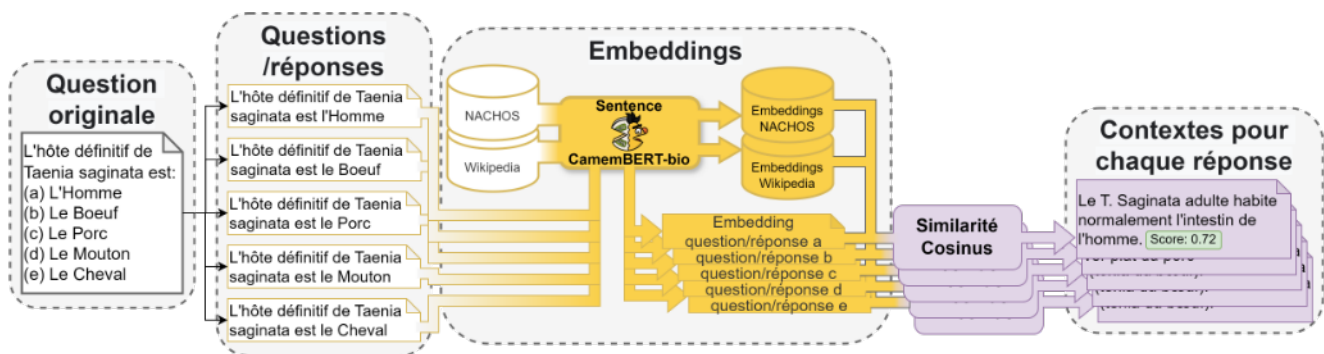 Question
originale
L'hôte définitif de
Taenia saginata est:
(a) L'Homme
(b) Le Boeuf
(c) Le Porc
(d) Le Mouton
(e) Le Cheval
Questions
/réponses
L'hôte définitif de Taenia
saginata est l'Homme
L'hôte définitif de Taenia
saginata est le Boeuf
L'hôte définitif de Taenia
saginata est le Porc
L'hôte définitif de Taenia
saginata est le Mouton
L'hôte définitif de Taenia
saginata est le Cheval
Embeddings
NACHOS
Wikipedia
Sentence
CamemBERT-bio
Embeddings
NACHOS
Embeddings
Wikipedia
Embedding
question/réponse a
question/réponse b
question/réponse c
question/réponse d
question/réponse e
Similarité
Cosinus
Contextes pour
chaque réponse
Le T. Saginata adulte habite
normalement l'intestin de
l'homme. Score: 0.72